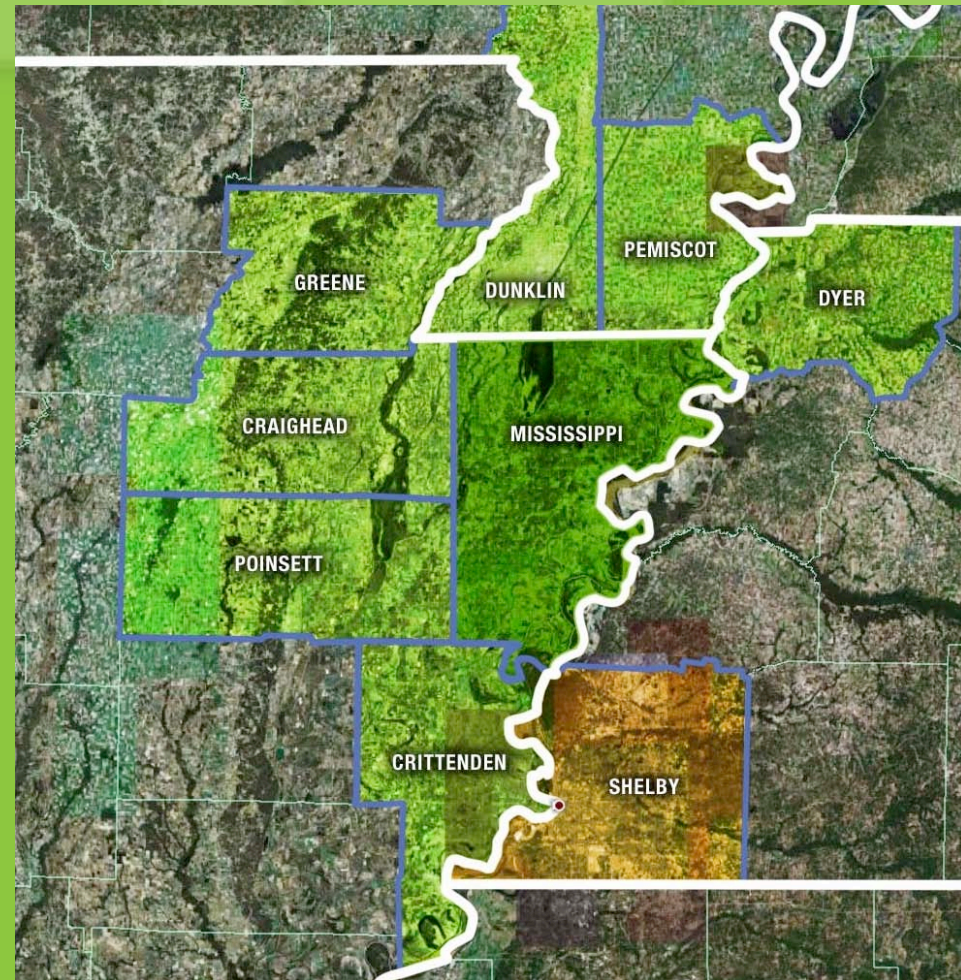 PEMISCOT
GREENE
DUNKLIN
DYER
CRAIGHEAD
MISSISSIPPI
POINSETT
CRITTENDEN
SHELBY